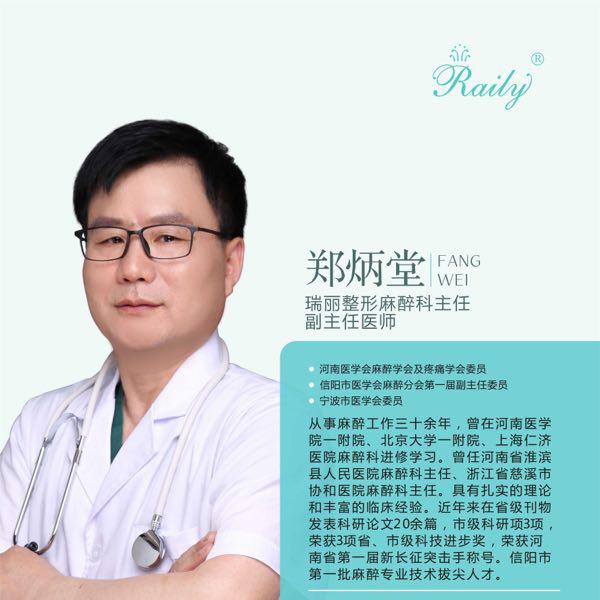 Raily®
郑炳堂
FANG
WEI
瑞丽整形麻醉科主任
副主任医师
河南医学会麻醉学会及疼痛学会委员
信阳市医学会麻醉分会第一届副主任委员
宁波市医学会委员
从事麻醉工作三十余年，曾在河南医学
院一附院、北京大学一附院、上海仁济
医院麻醉科进修学习。曾任河南省淮滨
县人民医院麻醉科主任、浙江省慈溪市
协和医院麻醉科主任。具有扎实的理论
和丰富的临床经验。近年来在省级刊物
发表科研论文20余篇，市级科研项3项，
荣获3项省、市级科技进步奖，荣获河
南省第一届新长征突击手称号。信阳市
第一批麻醉专业技术拔尖人才。